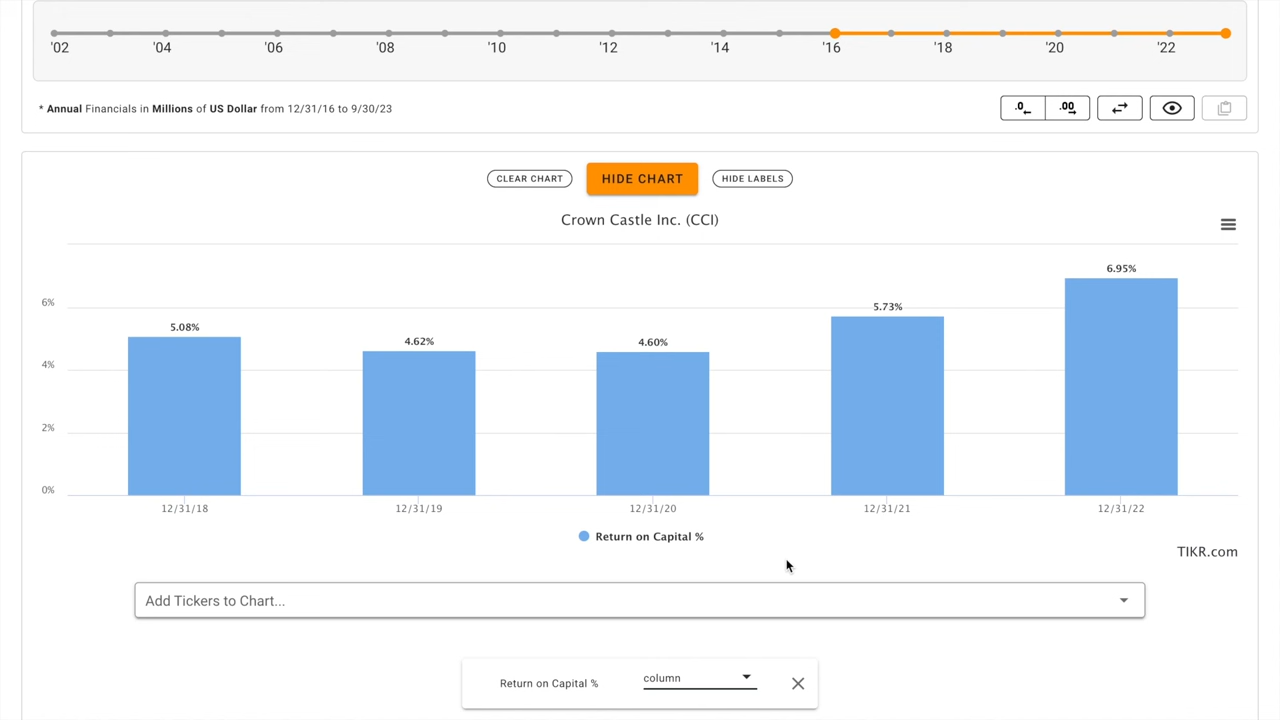 '02 '04 '06 '08 '10 '12 '14 '16 '18 '20 '22
* Annual Financials in Millions of US Dollar from 12/31/16 to 9/30/23
.0 .00
CLEAR CHART HIDE CHART HIDE LABELS
Crown Castle Inc. (CCI)
6.95%
6%
5.73%
5.08%
4.62%
4.60%
4%
2%
0%
12/31/18 12/31/19 12/31/20 12/31/21 12/31/22
Return on Capital %
TIKR.com
Add Tickers to Chart...
Return on Capital % column